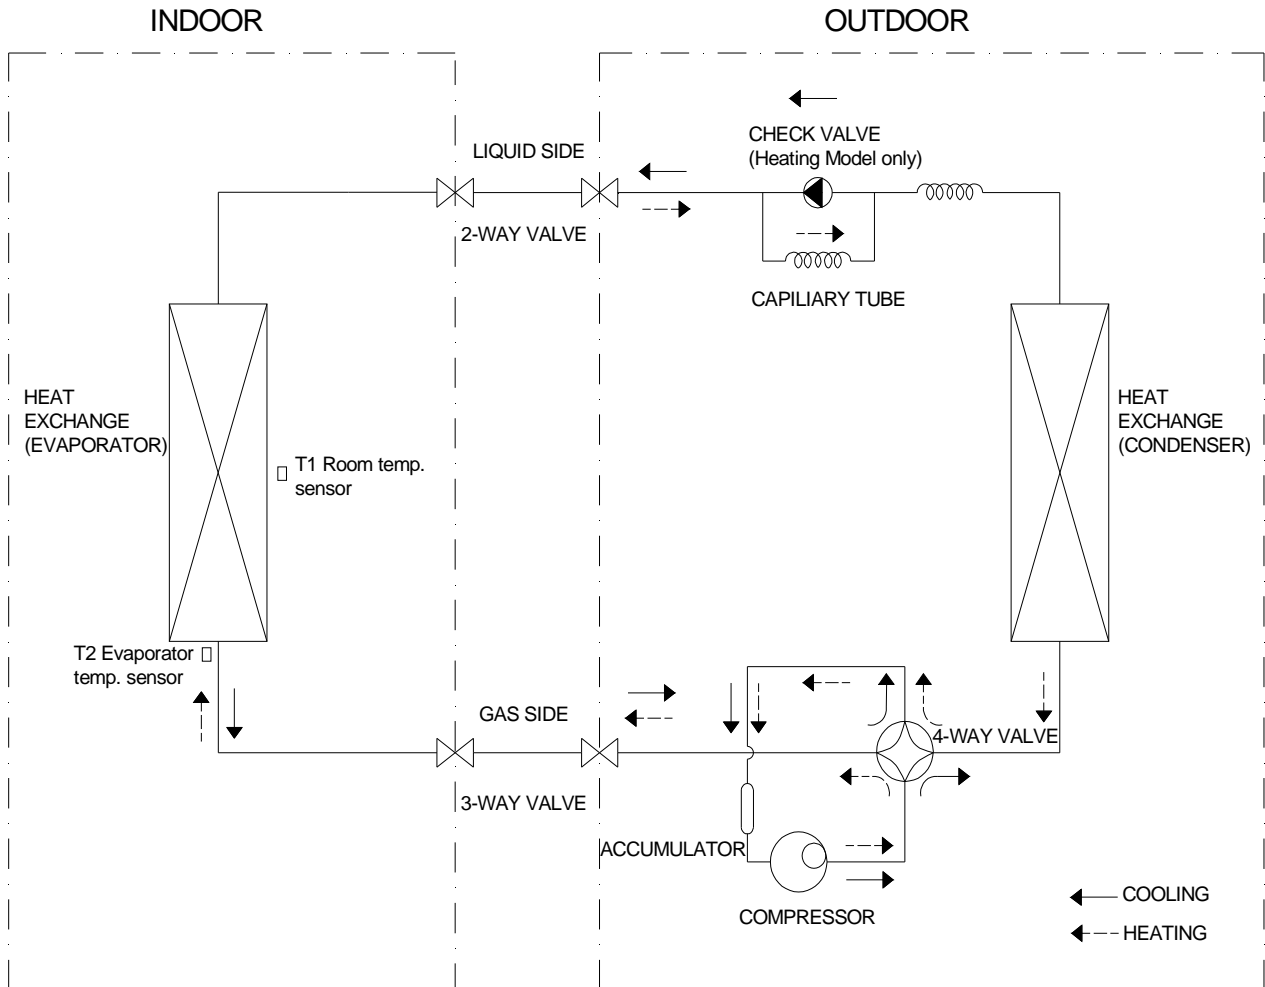 INDOOR
OUTDOOR
CHECK VALVE
(Heating Model only)
LIQUID SIDE
2-WAY VALVE
CAPILIARY TUBE
HEAT
EXCHANGE
(EVAPORATOR)
T1 Room temp.
sensor
HEAT
EXCHANGE
(CONDENSER)
T2 Evaporator
temp. sensor
GAS SIDE
4-WAY VALVE
3-WAY VALVE
ACCUMULATOR
COMPRESSOR
COOLING
HEATING